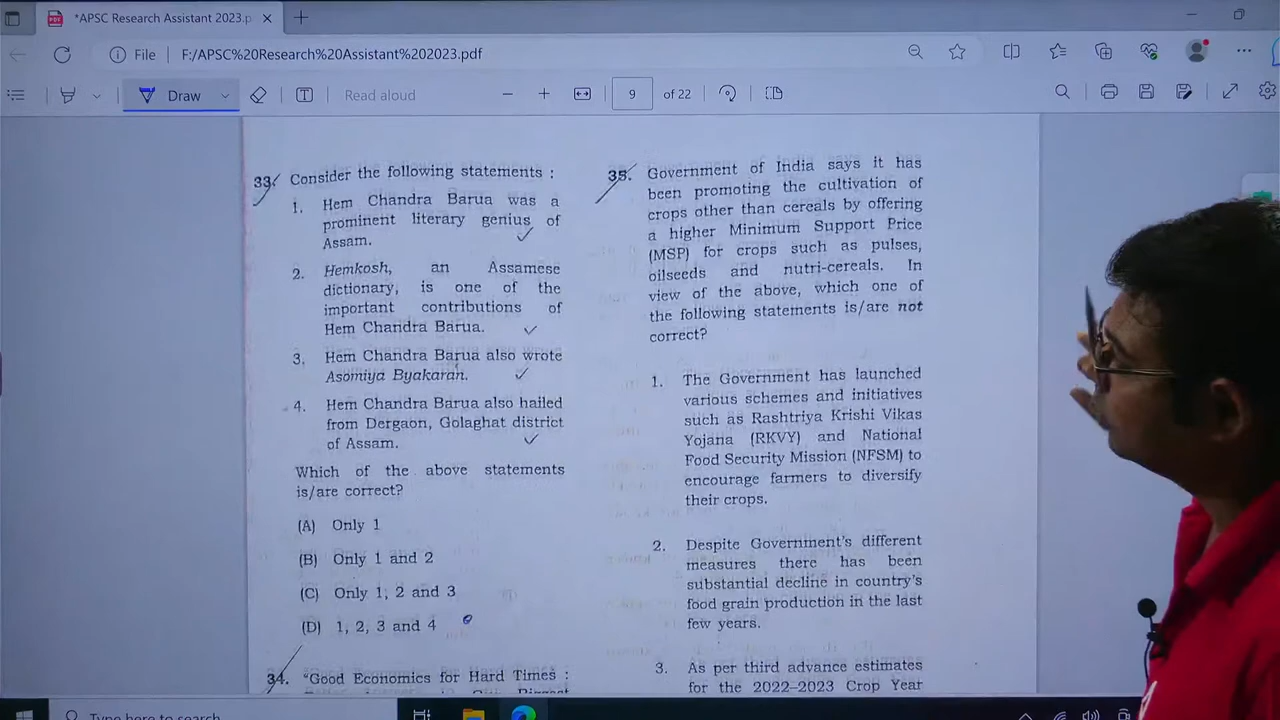 *APSC Research Assistant 2023.p
File F:/APSC%20Research%20Assistant%202023.pdf
Draw Read aloud 9 of 22
33. Consider the following statements :
1. Hem Chandra Barua was a
prominent literary genius of
Assam.
2. Hemkosh, an Assamese
dictionary, is one of the
important contributions of
Hem Chandra Barua.
3. Hem Chandra Barua also wrote
Asomiya Byakaran.
4. Hem Chandra Barua also hailed
from Dergaon, Golaghat district
of Assam.
Which of the above statements
is/are correct?
(A) Only 1
(B) Only 1 and 2
(C) Only 1, 2 and 3
(D) 1, 2, 3 and 4
34. "Good Economics for Hard Times :
35. Government of India says it has
been promoting the cultivation of
crops other than cereals by offering
a higher Minimum Support Price
(MSP) for crops such as pulses,
oilseeds and nutri-cereals. In
view of the above, which one of
the following statements is/are not
correct?
1. The Government has launched
various schemes and initiatives
such as Rashtriya Krishi Vikas
Yojana (RKVY) and National
Food Security Mission (NFSM) to
encourage farmers to diversify
their crops.
2. Despite Government's different
measures there has been
substantial decline in country's
food grain production in the last
few years.
3. As per third advance estimates
for the 2022–2023 Crop Year
Type here to search